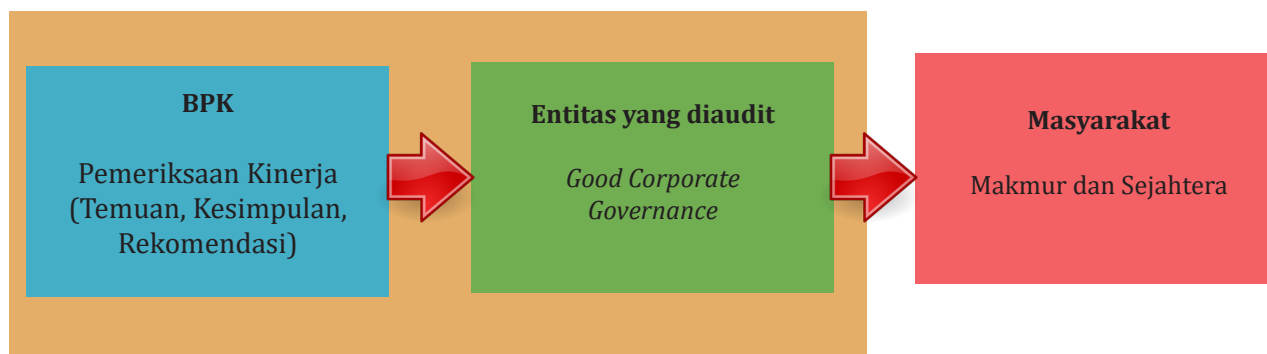 BPK
Pemeriksaan Kinerja
(Temuan, Kesimpulan,
Rekomendasi)
Entitas yang diaudit
Good Corporate
Governance
Masyarakat
Makmur dan Sejahtera